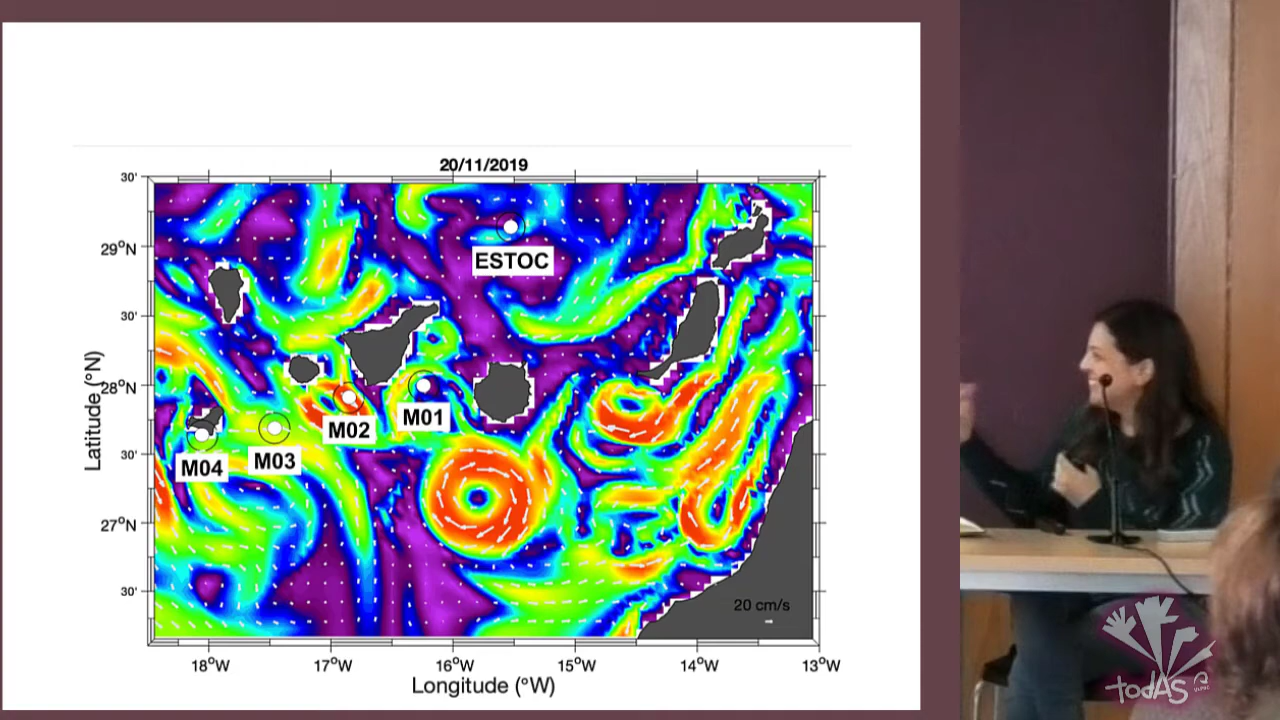 20/11/2019
30'
29°N
30'
28°N
30'
27°N
30'
Latitude (°N)
ESTOC
M01
M02
M03
M04
20 cm/s
18°W
17°W
16°W
15°W
14°W
13°W
Longitude (°W)
todAS